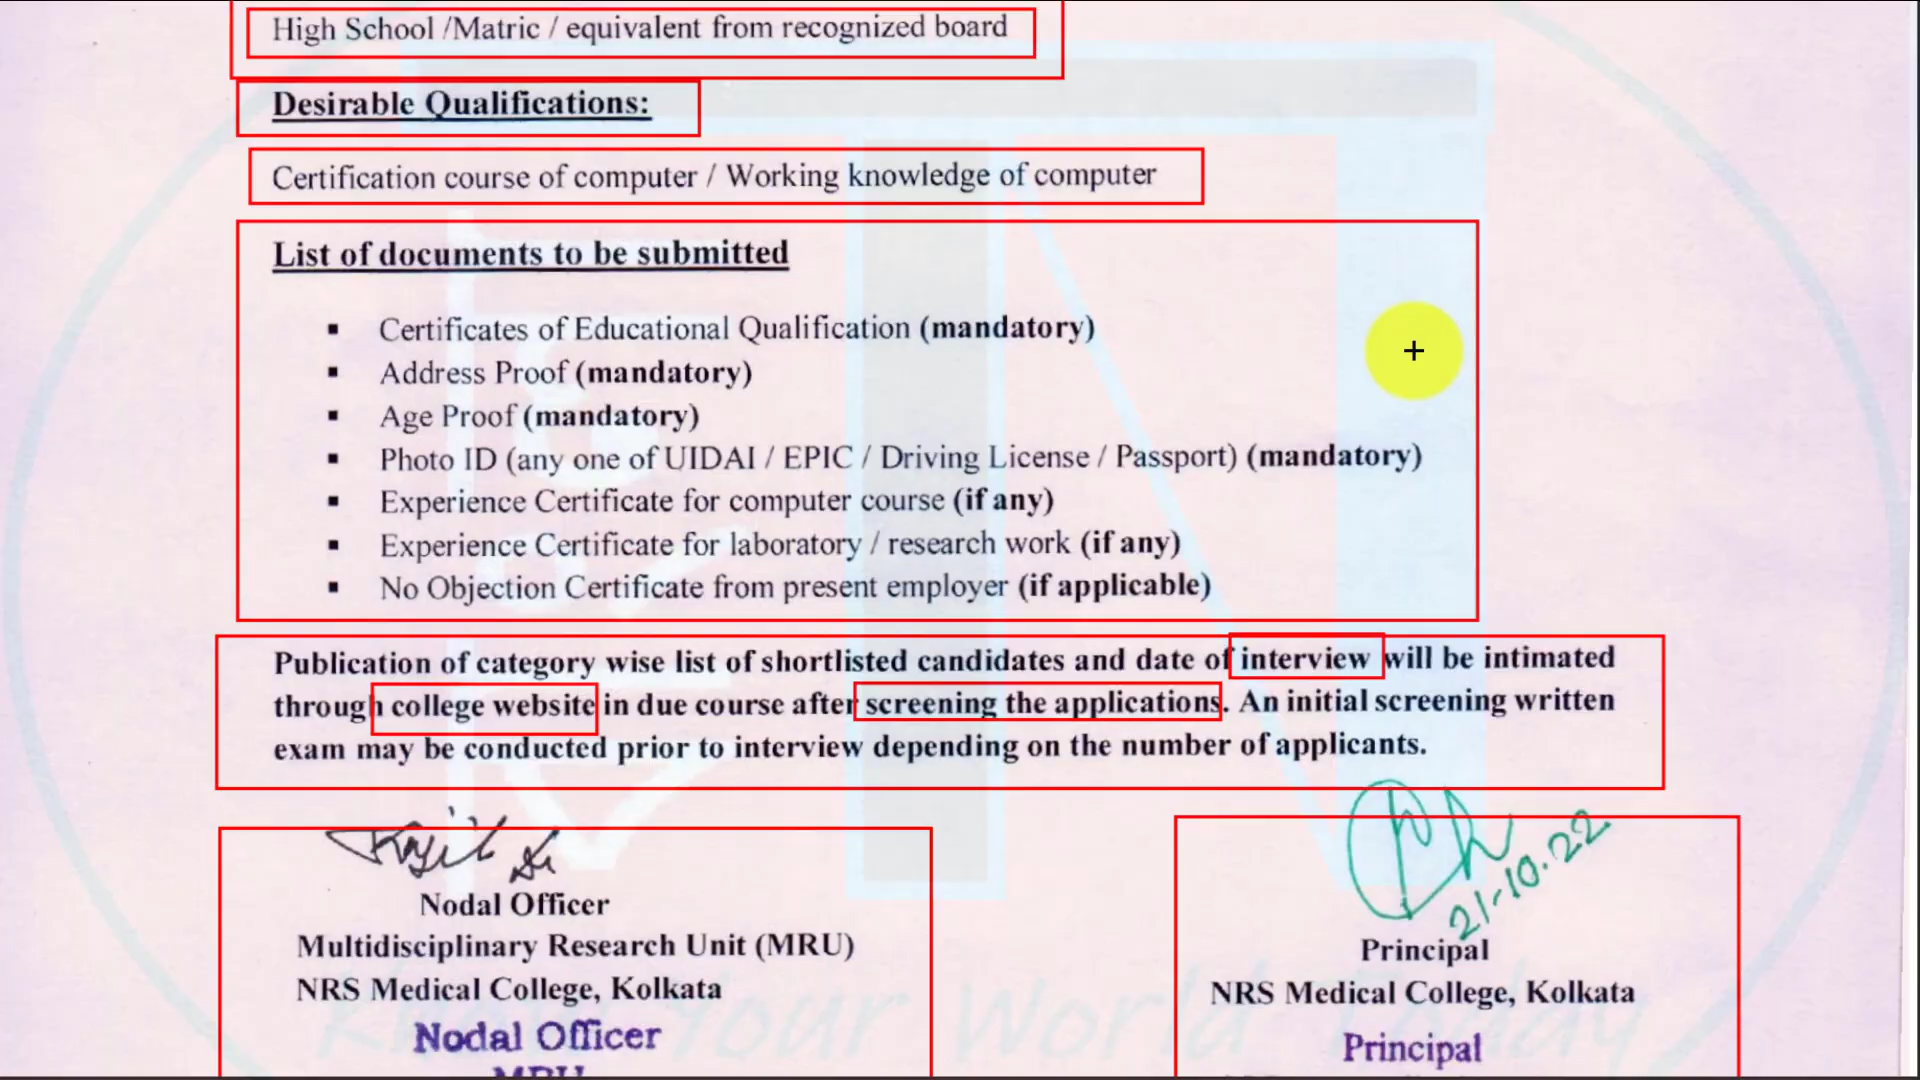 High School /Matric / equivalent from recognized board
Desirable Qualifications:
Certification course of computer / Working knowledge of computer
List of documents to be submitted
▪ Certificates of Educational Qualification (mandatory)
▪ Address Proof (mandatory)
▪ Age Proof (mandatory)
▪ Photo ID (any one of UIDAI / EPIC / Driving License / Passport) (mandatory)
▪ Experience Certificate for computer course (if any)
▪ Experience Certificate for laboratory / research work (if any)
▪ No Objection Certificate from present employer (if applicable)
Publication of category wise list of shortlisted candidates and date of interview will be intimated
through college website in due course after screening the applications. An initial screening written
exam may be conducted prior to interview depending on the number of applicants.
21-10.22
Nodal Officer
Principal
Multidisciplinary Research Unit (MRU)
NRS Medical College, Kolkata
NRS Medical College, Kolkata
Know Your World Today
Nodal Officer
Principal
MRU